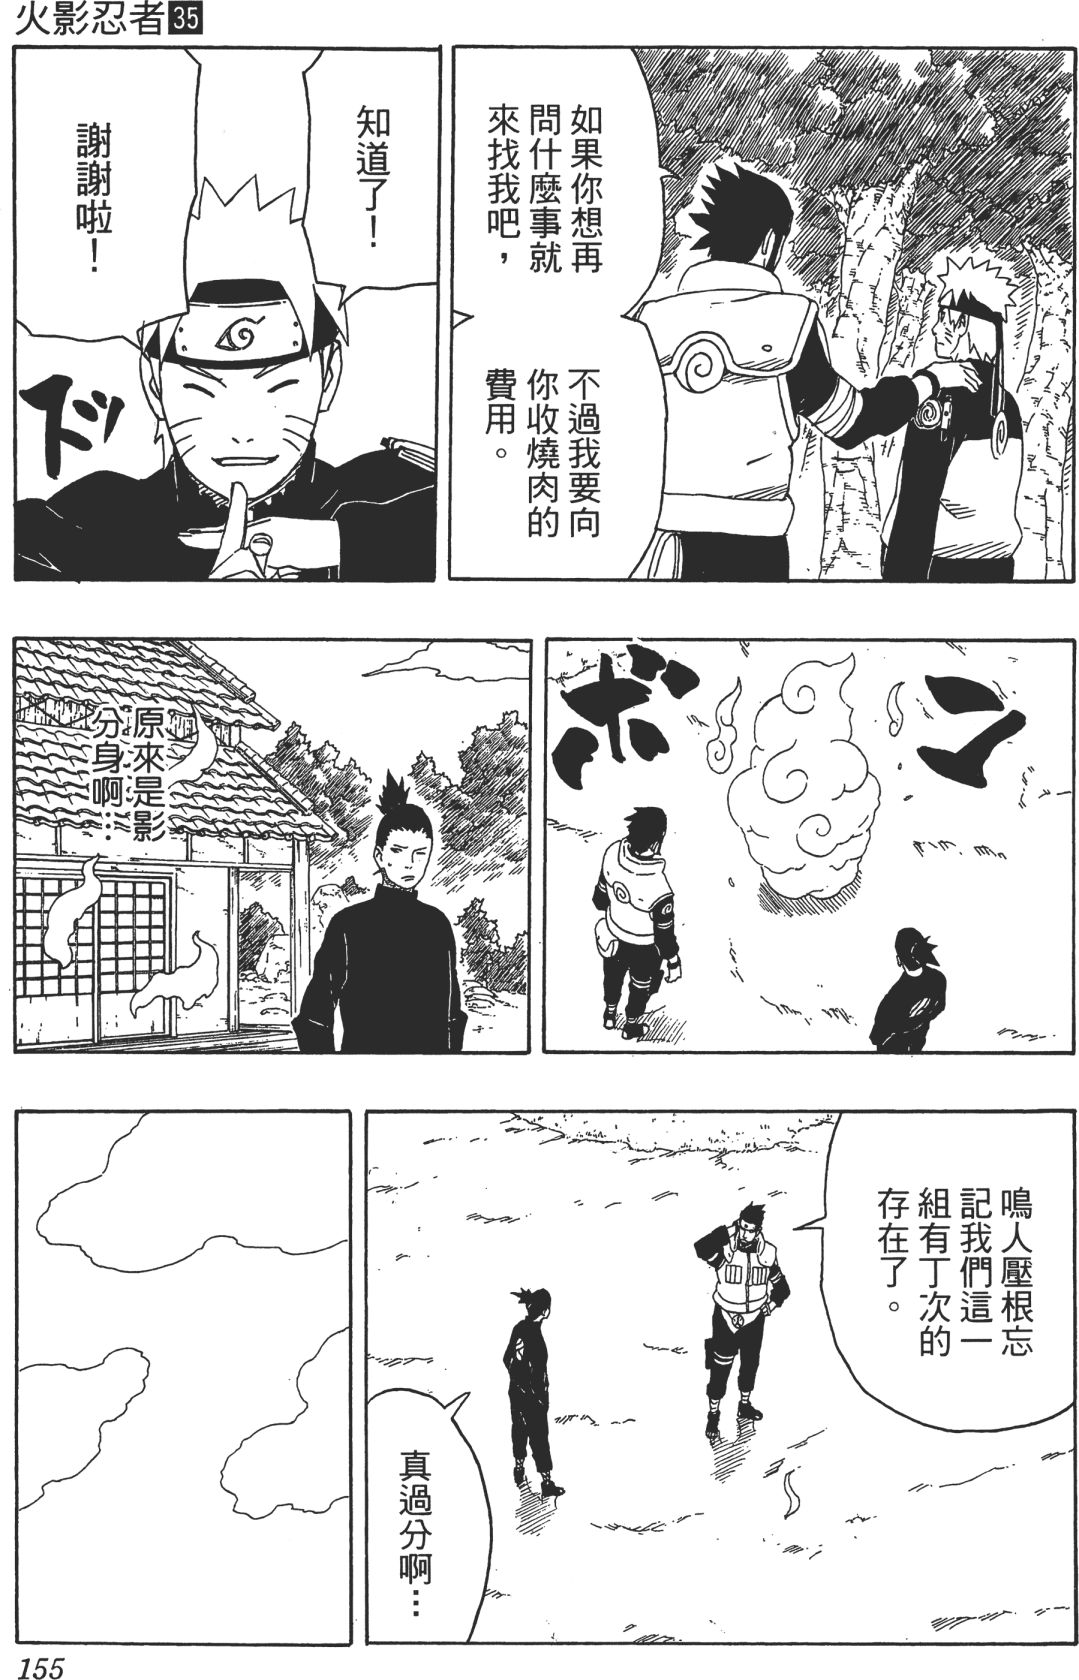 火影忍者35
如果你想再
問什麼事就
來找我吧，
不過我要向
你收燒肉的
費用。
知道了！
謝謝啦！
ドッ
ボフッ
原來是影
分身啊…
鳴人壓根忘
記我們這一
組有丁次的
存在了。
真過分啊…
155